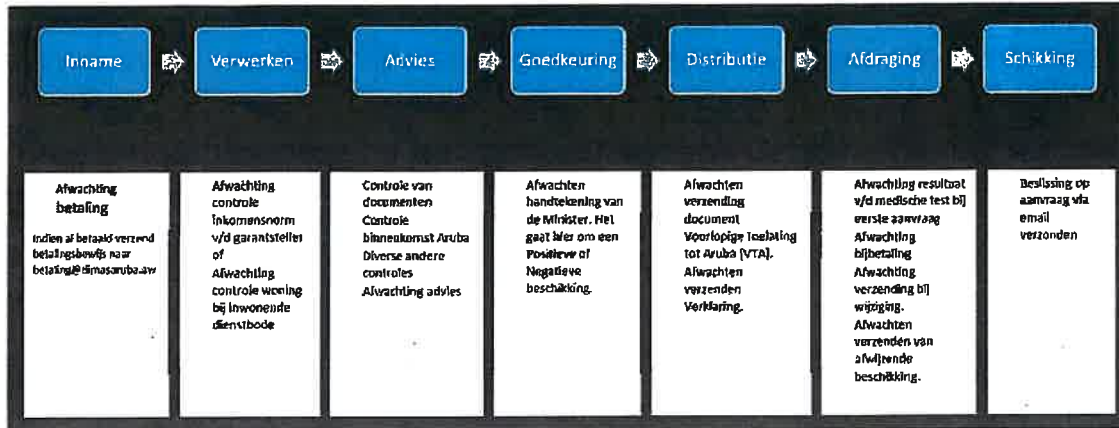 Inname
Verwerken
Advies
Goedkeuring
Distributie
Afdraging
Schikking
Afwachting
betaling
Indien al betaald verzend
betalingsbewijs naar
betaling@dimasaruba.aw
Afwachting
controle
inkomensnorm
v/d garantsteller
of
Afwachting
controle woning
bij inwonende
dienstbode
Controle van
documenten
Controle
binnenkomst Aruba
Diverse andere
controles
Afwachting advies
Afwachten
handtekening van
de Minister. Het
gaat hier om een
Positieve of
Negatieve
beschikking.
Afwachten
verzending
document
Voorlopige Toelating
tot Aruba (VTA).
Afwachten
verzenden
Verklaring.
Afwachting resultaat
v/d medische test bij
eerste aanvraag
Afwachting
bijbetaling
Afwachting
verzending bij
wijziging.
Afwachten
verzenden van
afwijzende
beschikking.
Beslissing op
aanvraag via
email
verzonden